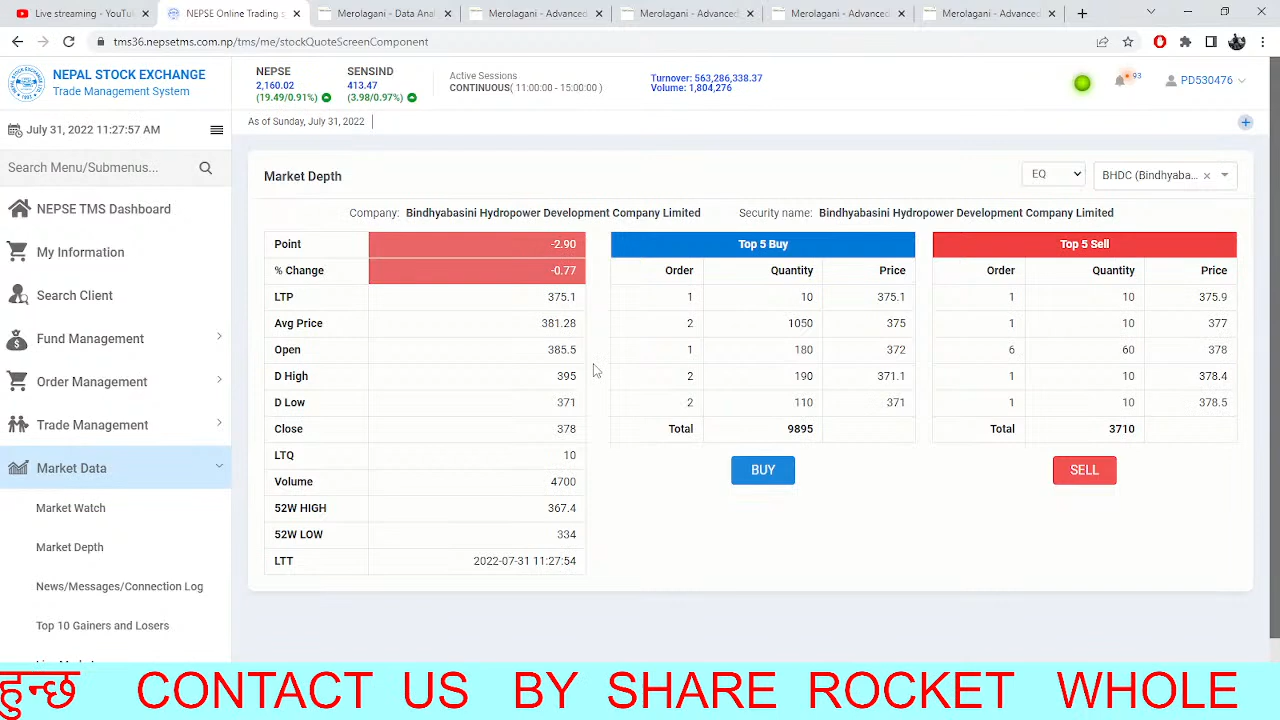 Live streaming - YouTub
NEPSE Online Trading s
Merolagani - Data Anal
Merolagani - Advanced
Merolagani - Advanced
Merolagani - Advanced
Merolagani - Advanced
tms36.nepsetms.com.np/tms/me/stockQuoteScreenComponent
NEPAL STOCK EXCHANGE
Trade Management System
NEPSE
2,160.02
(19.49/0.91%)
SENSIND
413.47
(3.98/0.97%)
Active Sessions
CONTINUOUS( 11:00:00 - 15:00:00 )
Turnover: 563,286,338.37
Volume: 1,804,276
93
PD530476
July 31, 2022 11:27:57 AM
As of Sunday, July 31, 2022
Search Menu/Submenus...
NEPSE TMS Dashboard
My Information
Search Client
Fund Management
Order Management
Trade Management
Market Data
Market Watch
Market Depth
News/Messages/Connection Log
Top 10 Gainers and Losers
Market Depth
EQ
BHDC (Bindhyaba...
Company: Bindhyabasini Hydropower Development Company Limited
Security name: Bindhyabasini Hydropower Development Company Limited
Point -2.90
% Change -0.77
LTP 375.1
Avg Price 381.28
Open 385.5
D High 395
D Low 371
Close 378
LTQ 10
Volume 4700
52W HIGH 367.4
52W LOW 334
LTT 2022-07-31 11:27:54
Top 5 Buy
Order Quantity Price
1 10 375.1
2 1050 375
1 180 372
2 190 371.1
2 110 371
Total 9895
BUY
Top 5 Sell
Order Quantity Price
1 10 375.9
1 10 377
6 60 378
1 10 378.4
1 10 378.5
Total 3710
SELL
हुन्छ CONTACT US BY SHARE ROCKET WHOLE